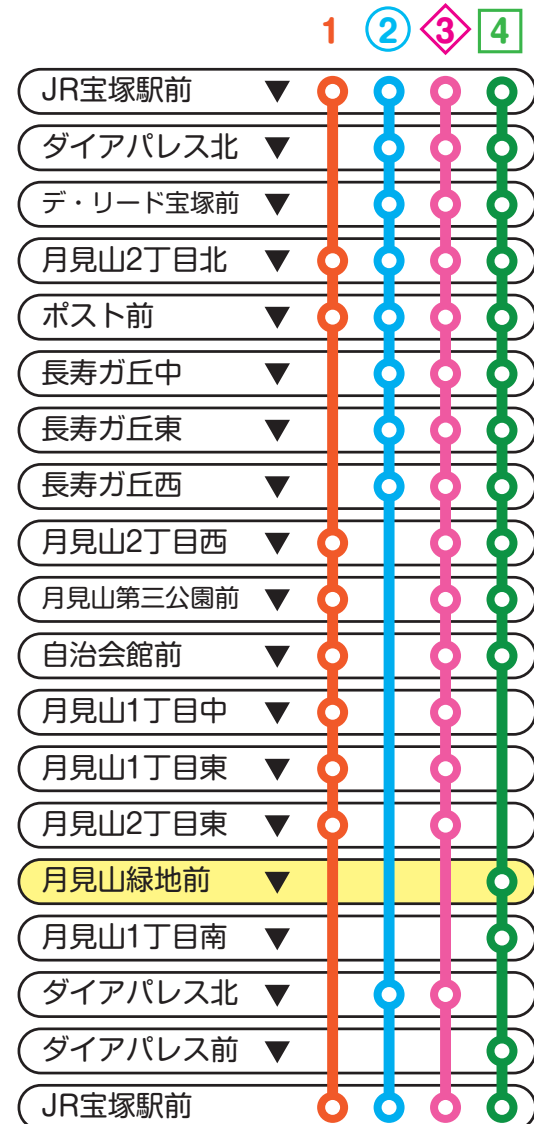 1 2 3 4
JR宝塚駅前 ▼
ダイアパレス北 ▼
デ・リード宝塚前 ▼
月見山2丁目北 ▼
ポスト前 ▼
長寿ガ丘中 ▼
長寿ガ丘東 ▼
長寿ガ丘西 ▼
月見山2丁目西 ▼
月見山第三公園前 ▼
自治会館前 ▼
月見山1丁目中 ▼
月見山1丁目東 ▼
月見山2丁目東 ▼
月見山緑地前 ▼
月見山1丁目南 ▼
ダイアパレス北 ▼
ダイアパレス前 ▼
JR宝塚駅前